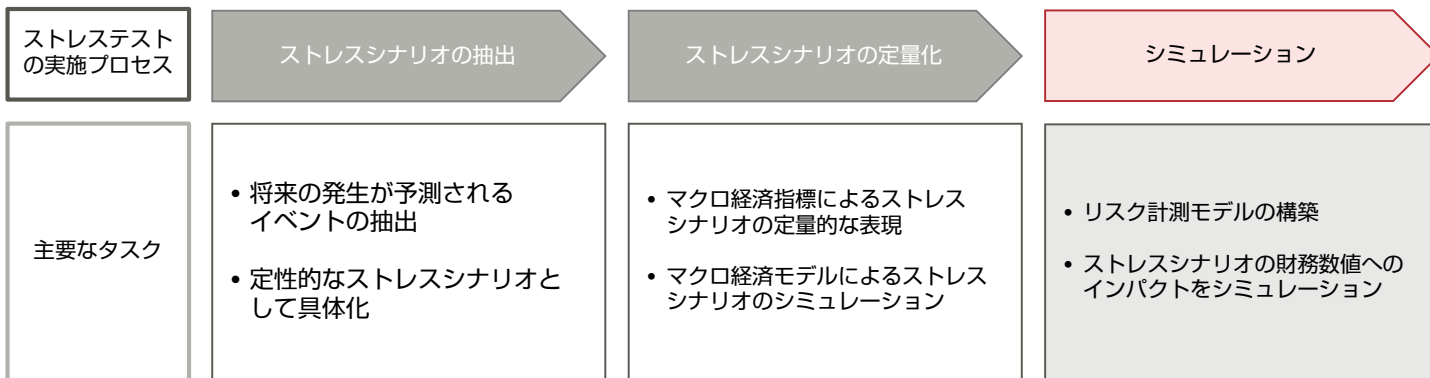 ストレステスト
の実施プロセス
ストレスシナリオの抽出
ストレスシナリオの定量化
シミュレーション
主要なタスク
• 将来の発生が予測される
イベントの抽出
• 定性的なストレスシナリオと
して具体化
• マクロ経済指標によるストレス
シナリオの定量的な表現
• マクロ経済モデルによるストレス
シナリオのシミュレーション
• リスク計測モデルの構築
• ストレスシナリオの財務数値への
インパクトをシミュレーション